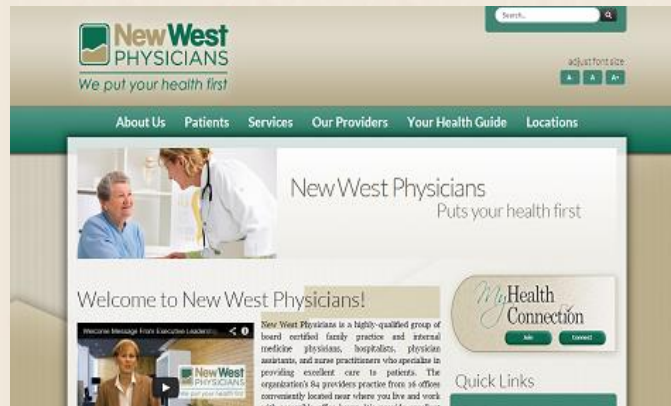 Search...
New West
PHYSICIANS
We put your health first
adjust font size
A- A A+
About Us Patients Services Our Providers Your Health Guide Locations
New West Physicians
Puts your health first
Welcome to New West Physicians!
My Health
Connection
Join Connect
Welcome Message From Executive Leadership...
New West
PHYSICIANS
We put your health first
New West Physicians is a highly-qualified group of
board certified family practice and internal
medicine physicians, hospitalists, physician
assistants, and nurse practitioners who specialize in
providing excellent care to patients. The
organization's 84 providers practice from 16 offices
conveniently located near where you live and work
Quick Links